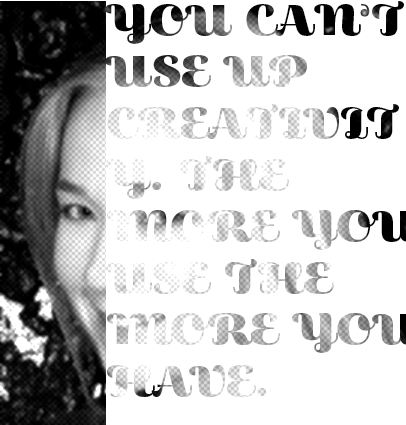 YOU CAN'T
USE UP
CREATIVIT
Y. THE
MORE YOU
USE THE
MORE YOU
HAVE.